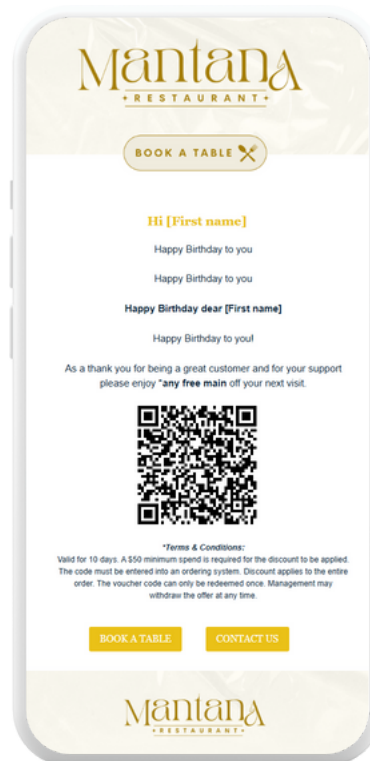 Mantana
RESTAURANT
BOOK A TABLE
Hi [First name]
Happy Birthday to you
Happy Birthday to you
Happy Birthday dear [First name]
Happy Birthday to you!
As a thank you for being a great customer and for your support
please enjoy *any free main off your next visit.
*Terms & Conditions:
Valid for 10 days. A $50 minimum spend is required for the discount to be applied.
The code must be entered into an ordering system. Discount applies to the entire
order. The voucher code can only be redeemed once. Management may
withdraw the offer at any time.
BOOK A TABLE CONTACT US
Mantana
RESTAURANT